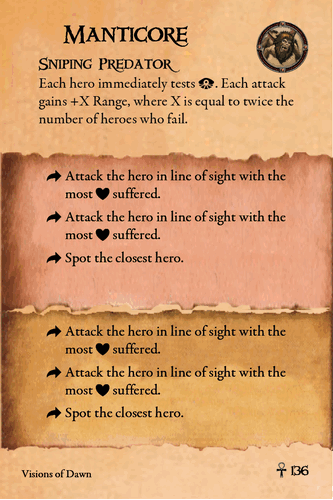 Manticore
Sniping Predator
Each hero immediately tests . Each attack
gains +X Range, where X is equal to twice the
number of heroes who fail.
Attack the hero in line of sight with the
most ♥ suffered.
Attack the hero in line of sight with the
most ♥ suffered.
Spot the closest hero.
Attack the hero in line of sight with the
most ♥ suffered.
Attack the hero in line of sight with the
most ♥ suffered.
Spot the closest hero.
Visions of Dawn
136